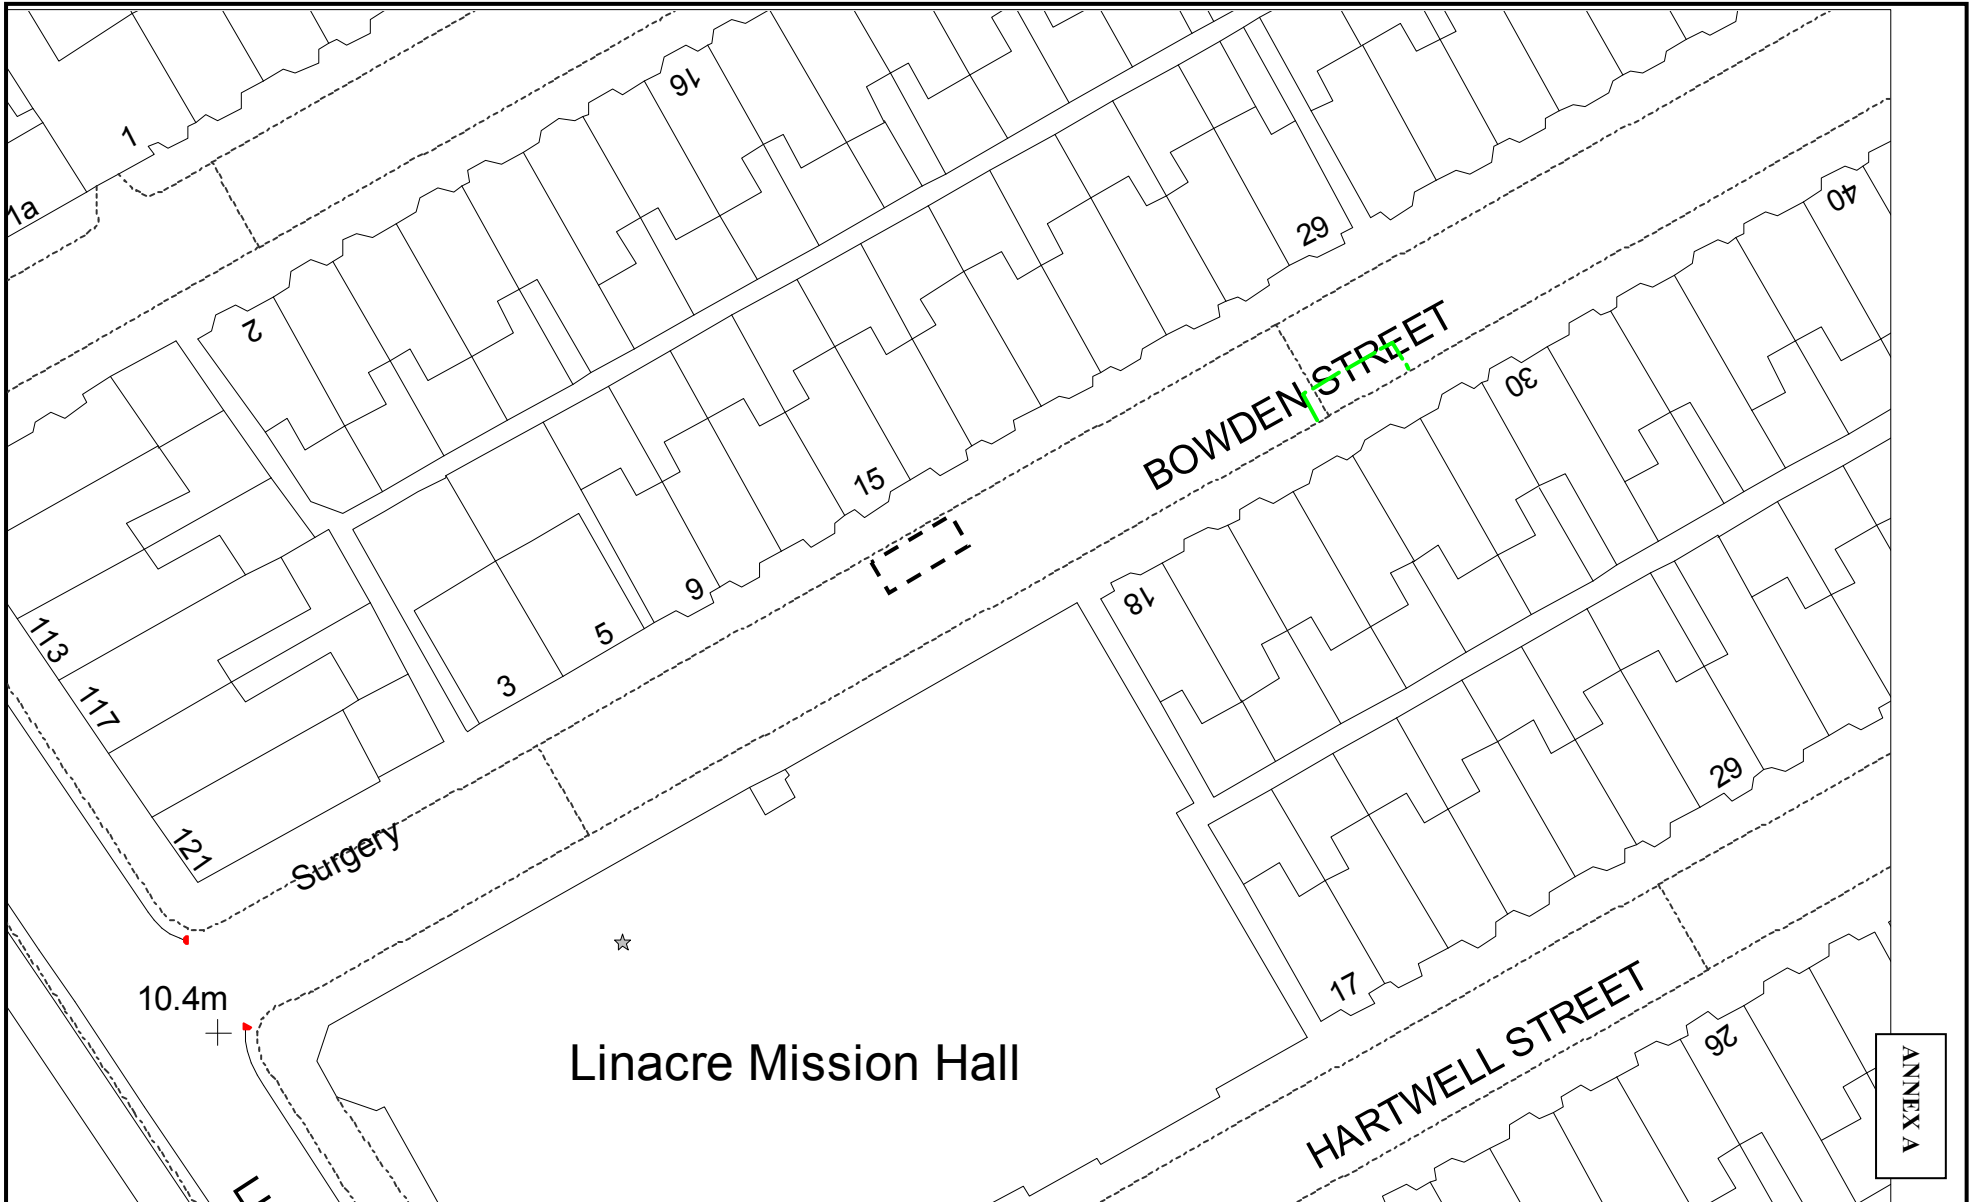 1
1a
16
2
29
40
BOWDEN STREET
30
15
9
18
5
3
113
117
121
Surgery
29
17
10.4m
Linacre Mission Hall
HARTWELL STREET
26
ANNEX A